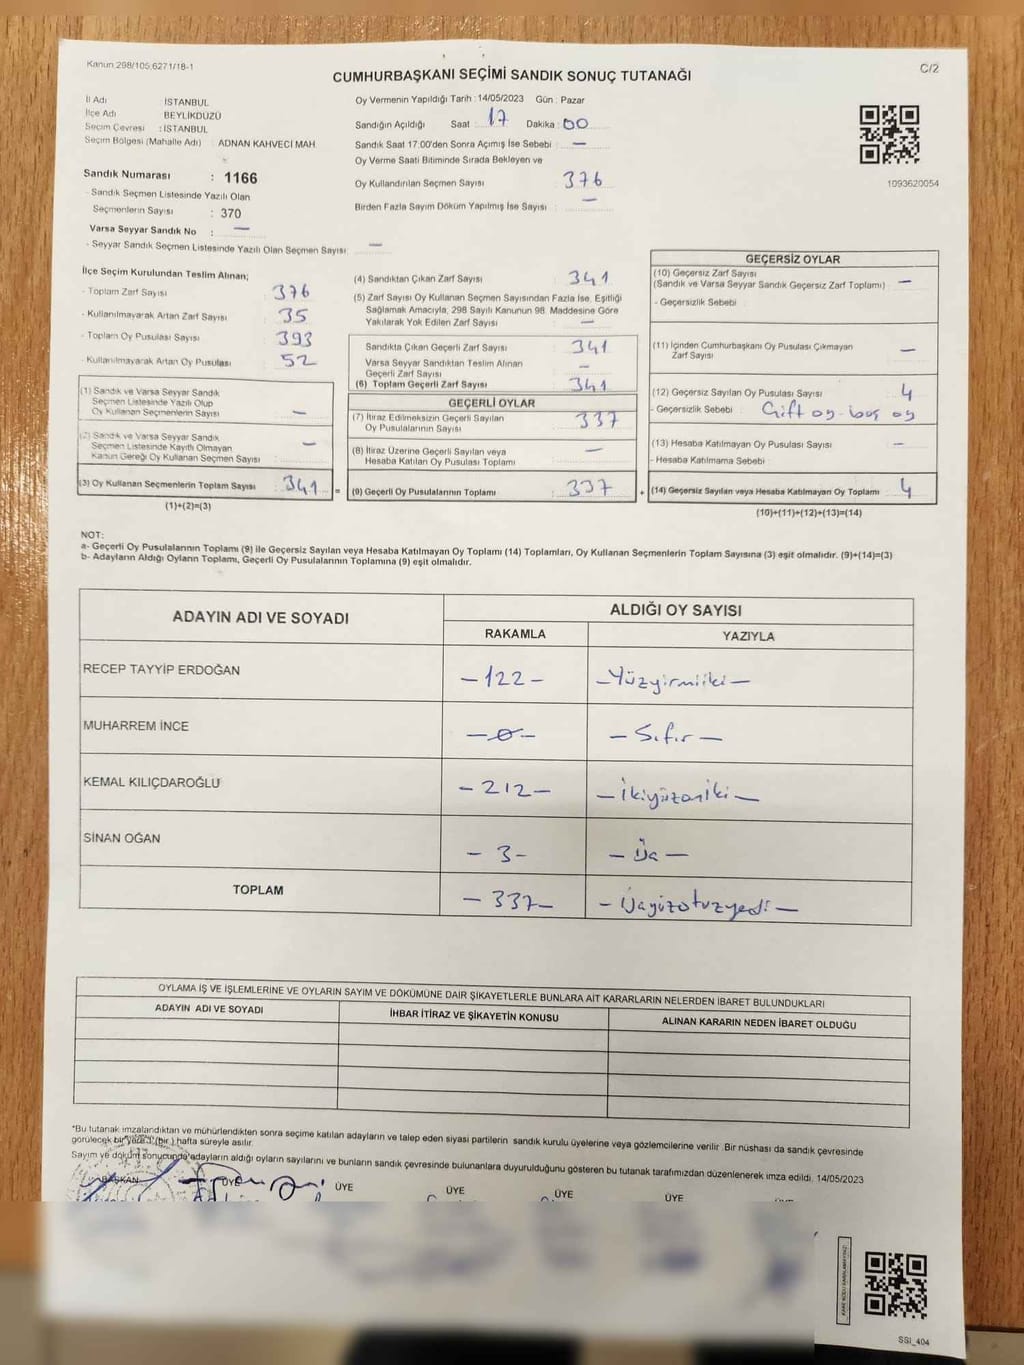 Kanun 298/105;6271/18-1
C/2
CUMHURBAŞKANI SEÇİMİ SANDIK SONUÇ TUTANAĞI
İl Adı İSTANBUL
İlçe Adı BEYLİKDÜZÜ
Seçim Çevresi : İSTANBUL
Seçim Bölgesi (Mahalle Adı) ADNAN KAHVECİ MAH.
Sandık Numarası : 1166
- Sandık Seçmen Listesinde Yazılı Olan
Seçmenlerin Sayısı : 370
Varsa Seyyar Sandık No : —
- Seyyar Sandık Seçmen Listesinde Yazılı Olan Seçmen Sayısı: —
Oy Vermenin Yapıldığı Tarih : 14/05/2023 Gün : Pazar
Sandığın Açıldığı Saat : 17 Dakika : 00
Sandık Saat 17:00'den Sonra Açımış İse Sebebi : —
Oy Verme Saati Bitiminde Sırada Bekleyen ve
Oy Kullandırılan Seçmen Sayısı 376
Birden Fazla Sayım Döküm Yapılmış İse Sayısı : —
1093620054
İlçe Seçim Kurulundan Teslim Alınan;
- Toplam Zarf Sayısı 376
- Kullanılmayarak Artan Zarf Sayısı : 35
- Toplam Oy Pusulası Sayısı : 393
- Kullanılmayarak Artan Oy Pusulası : 52
(1) Sandık ve Varsa Seyyar Sandık
Seçmen Listesinde Yazılı Olup
Oy Kullanan Seçmenlerin Sayısı : —
(2) Sandık ve Varsa Seyyar Sandık
Seçmen Listesinde Kayıtlı Olmayan
Kanun Gereği Oy Kullanan Seçmen Sayısı : —
(3) Oy Kullanan Seçmenlerin Toplam Sayısı : 341 =
(1)+(2)=(3)
(4) Sandıktan Çıkan Zarf Sayısı : 341
(5) Zarf Sayısı Oy Kullanan Seçmen Sayısından Fazla İse, Eşitliği
Sağlamak Amacıyla, 298 Sayılı Kanunun 98. Maddesine Göre
Yakılarak Yok Edilen Zarf Sayısı : —
Sandıkta Çıkan Geçerli Zarf Sayısı : 341
Varsa Seyyar Sandıktan Teslim Alınan
Geçerli Zarf Sayısı : —
(6) Toplam Geçerli Zarf Sayısı : 341
GEÇERLİ OYLAR
(7) İtiraz Edilmeksizin Geçerli Sayılan
Oy Pusulalarının Sayısı : 337
(8) İtiraz Üzerine Geçerli Sayılan veya
Hesaba Katılan Oy Pusulası Toplamı : —
(9) Geçerli Oy Pusulalarının Toplamı : 337 +
GEÇERSİZ OYLAR
(10) Geçersiz Zarf Sayısı
(Sandık ve Varsa Seyyar Sandık Geçersiz Zarf Toplamı) : —
- Geçersizlik Sebebi :
(11) İçinden Cumhurbaşkanı Oy Pusulası Çıkmayan
Zarf Sayısı : —
(12) Geçersiz Sayılan Oy Pusulası Sayısı : 4
- Geçersizlik Sebebi : Çift oy - boş oy
(13) Hesaba Katılmayan Oy Pusulası Sayısı : —
- Hesaba Katılmama Sebebi :
(14) Geçersiz Sayılan veya Hesaba Katılmayan Oy Toplamı : 4
(10)+(11)+(12)+(13)=(14)
NOT:
a- Geçerli Oy Pusulalarının Toplamı (9) ile Geçersiz Sayılan veya Hesaba Katılmayan Oy Toplamı (14) Toplamları, Oy Kullanan Seçmenlerin Toplam Sayısına (3) eşit olmalıdır. (9)+(14)=(3)
b- Adayların Aldığı Oyların Toplamı, Geçerli Oy Pusulalarının Toplamına (9) eşit olmalıdır.
ADAYIN ADI VE SOYADI ALDIĞI OY SAYISI
RAKAMLA YAZIYLA
RECEP TAYYİP ERDOĞAN —122— —Yüzyirmiiki—
MUHARREM İNCE —0— —Sıfır—
KEMAL KILIÇDAROĞLU —212— —İkiyüzoniki—
SİNAN OĞAN —3— —Üç—
TOPLAM —337— —Üçyüzotuzyedi—
OYLAMA İŞ VE İŞLEMLERİNE VE OYLARIN SAYIM VE DÖKÜMÜNE DAİR ŞİKAYETLERLE BUNLARA AİT KARARLARIN NELERDEN İBARET BULUNDUKLARI
ADAYIN ADI VE SOYADI İHBAR İTİRAZ VE ŞİKAYETİN KONUSU ALINAN KARARIN NEDEN İBARET OLDUĞU
*Bu tutanak imzalandıktan ve mühürlendikten sonra seçime katılan adayların ve talep eden siyasi partilerin sandık kurulu üyelerine veya gözlemcilerine verilir. Bir nüshası da sandık çevresinde
görülecek bir yere 1 (bir) hafta süreyle asılır.
Sayım ve döküm sonucunda adayların aldığı oyların sayılarını ve bunların sandık çevresinde bulunanlara duyurulduğunu gösteren bu tutanak tarafımızdan düzenlenerek imza edildi. 14/05/2023
BAŞKAN ÜYE ÜYE ÜYE ÜYE ÜYE
SSI_404